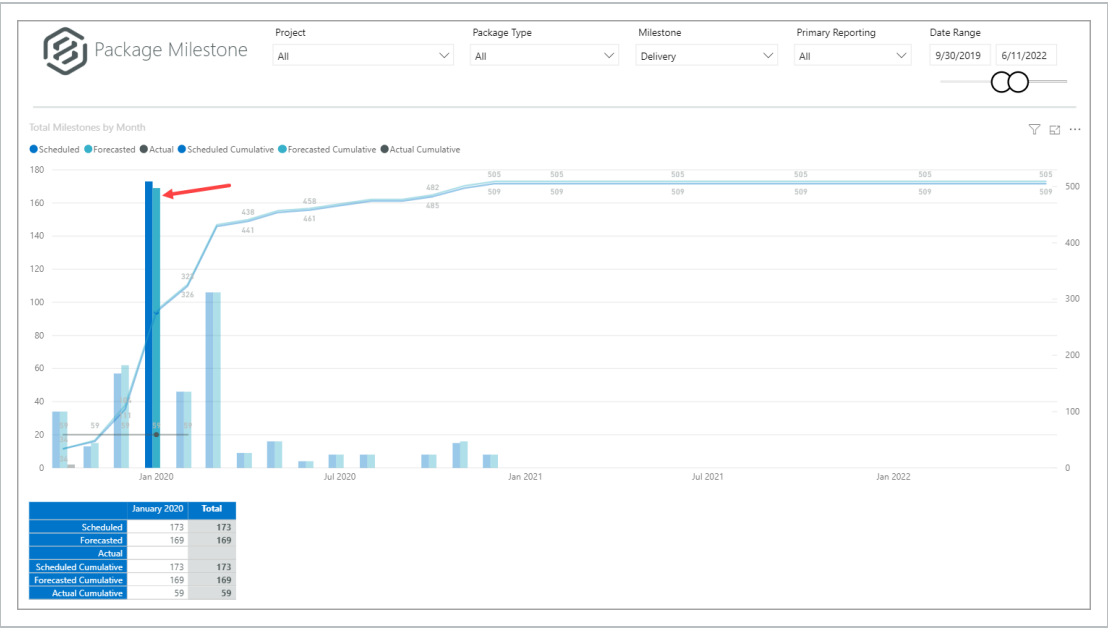 Package Milestone
Project
All
Package Type
All
Milestone
Delivery
Primary Reporting
All
Date Range
9/30/2019 6/11/2022
Total Milestones by Month
Scheduled Forecasted Actual Scheduled Cumulative Forecasted Cumulative Actual Cumulative
180
160
140
120
100
80
60
40
20
0
500
400
300
200
100
0
505 505 505 505 505 505
509 509 509 509 509 509
482
485
458
461
438
441
326
59
59
59
34
Jan 2020 Jul 2020 Jan 2021 Jul 2021 Jan 2022
January 2020 Total
Scheduled 173 173
Forecasted 169 169
Actual
Scheduled Cumulative 173 173
Forecasted Cumulative 169 169
Actual Cumulative 59 59